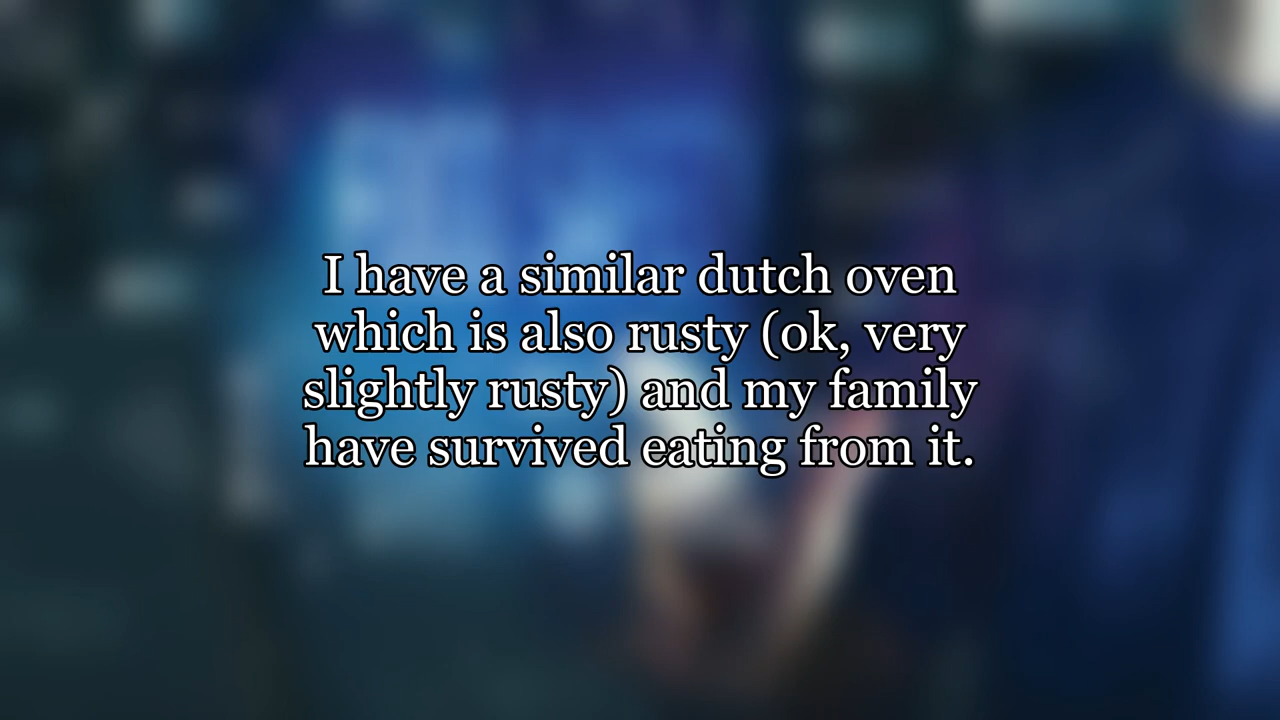 I have a similar dutch oven
which is also rusty (ok, very
slightly rusty) and my family
have survived eating from it.